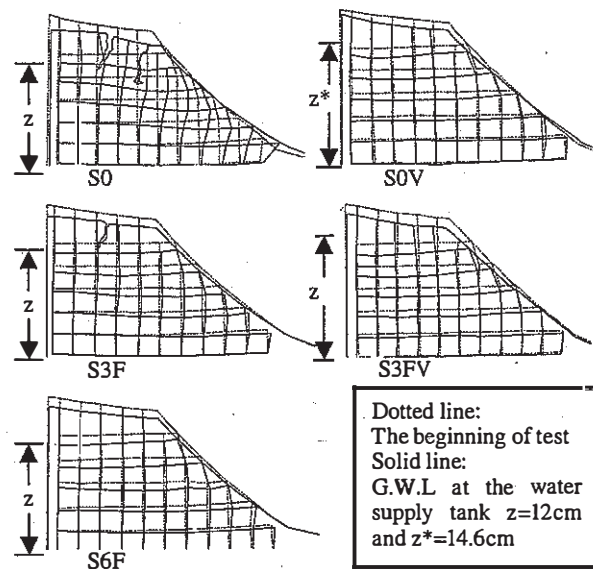 z
S0
z*
S0V
z
S3F
z
S3FV
z
S6F
Dotted line:
The beginning of test
Solid line:
G.W.L at the water
supply tank z=12cm
and z*=14.6cm